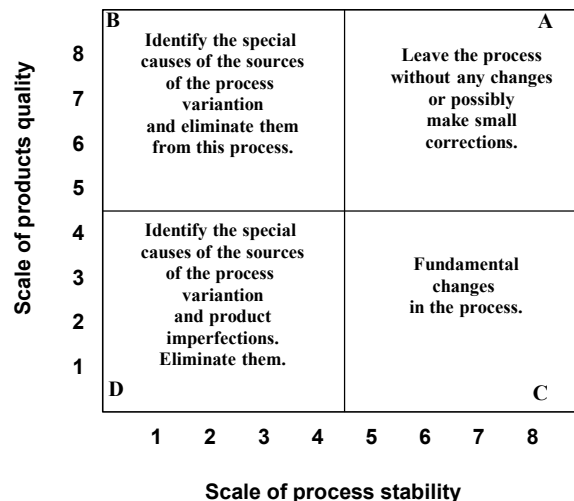 B
Identify the special
causes of the sources
of the process
variantion
and eliminate them
from this process.
A
Leave the process
without any changes
or possibly
make small
corrections.
Identify the special
causes of the sources
of the process
variantion
and product
imperfections.
Eliminate them.
D
Fundamental
changes
in the process.
C
Scale of products quality
8
7
6
5
4
3
2
1
1 2 3 4 5 6 7 8
Scale of process stability